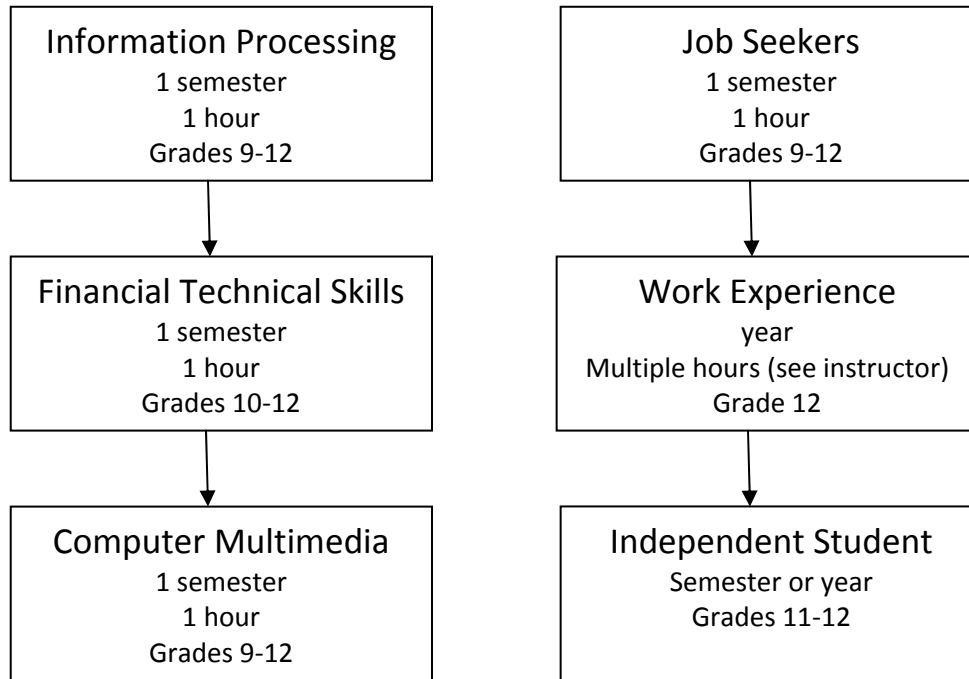 Information Processing
1 semester
1 hour
Grades 9-12
Financial Technical Skills
1 semester
1 hour
Grades 10-12
Computer Multimedia
1 semester
1 hour
Grades 9-12
Job Seekers
1 semester
1 hour
Grades 9-12
Work Experience
year
Multiple hours (see instructor)
Grade 12
Independent Student
Semester or year
Grades 11-12